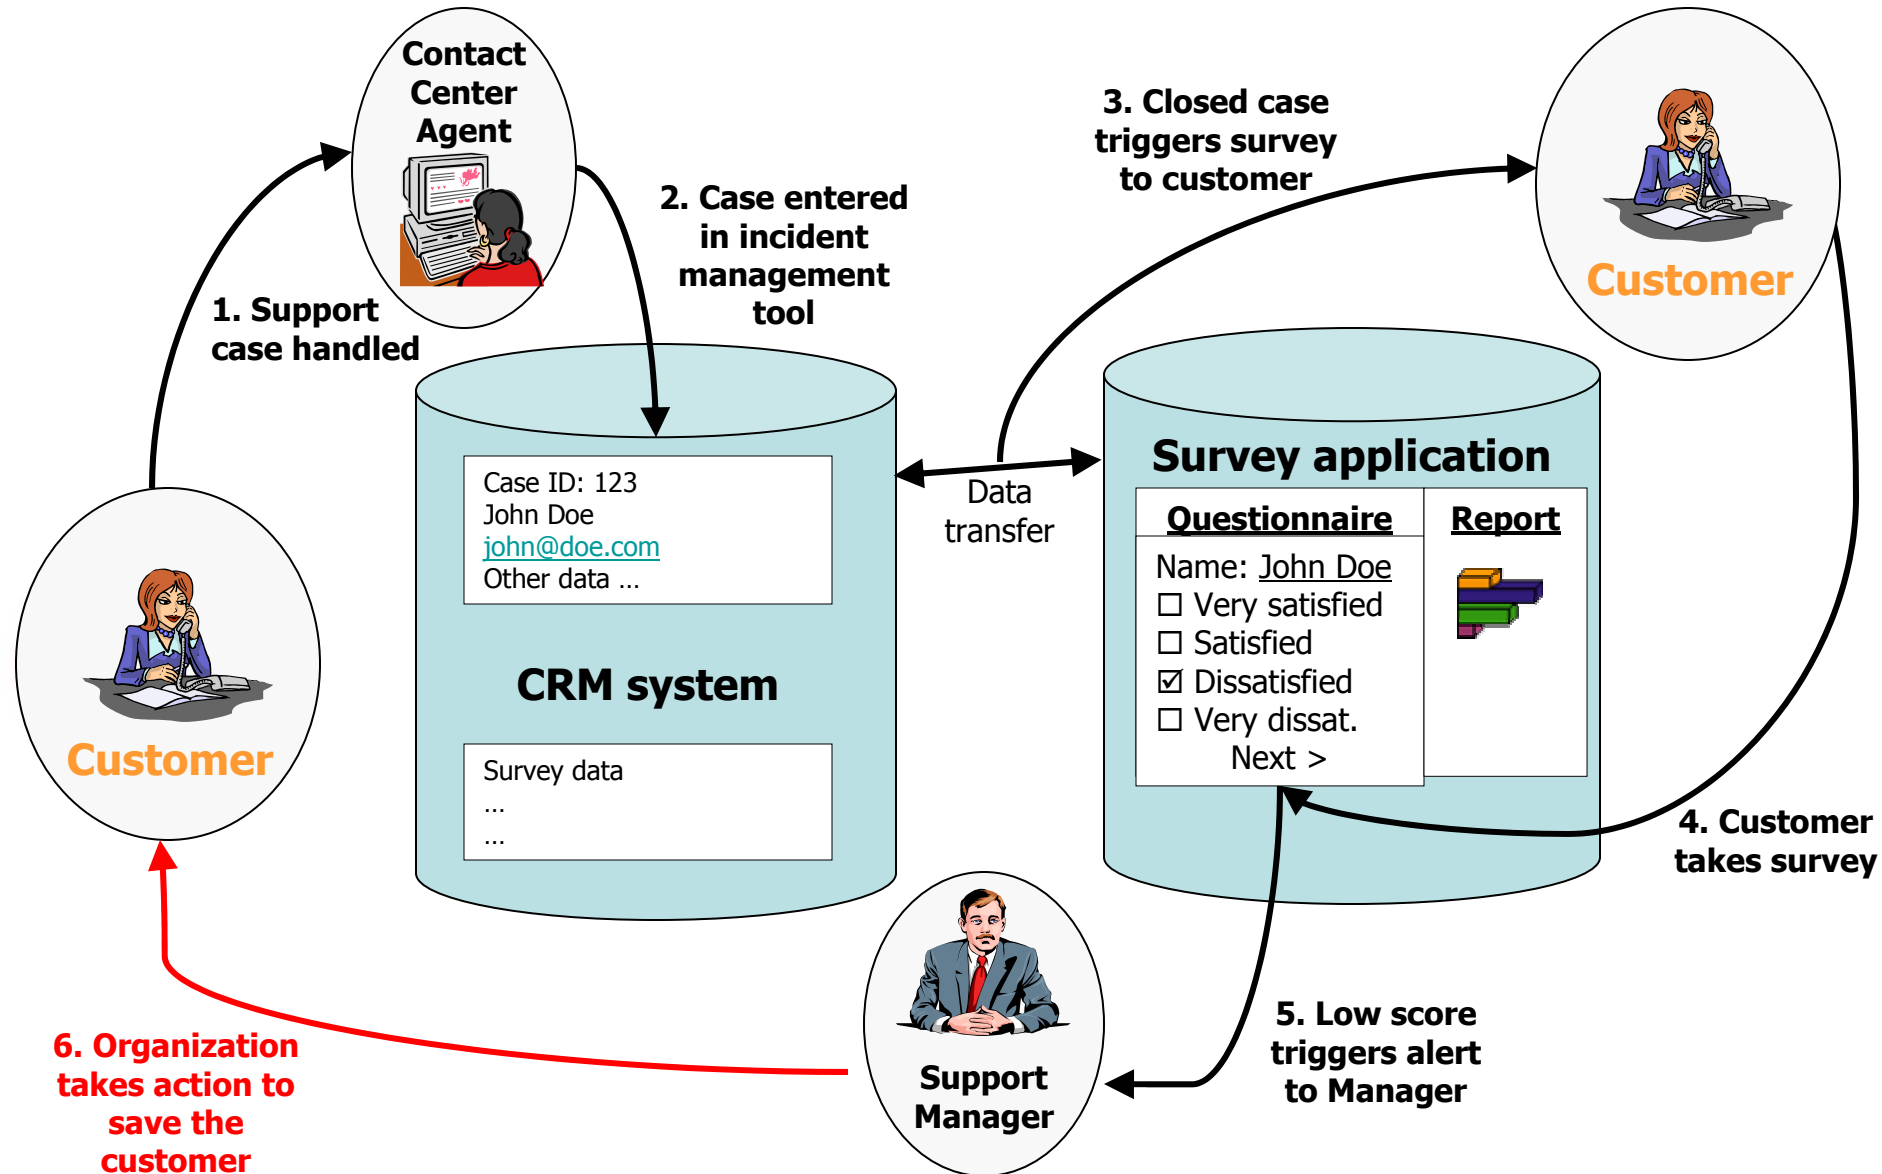 Contact
Center
Agent
1. Support
case handled
2. Case entered
in incident
management
tool
3. Closed case
triggers survey
to customer
Customer
Case ID: 123
John Doe
john@doe.com
Other data ...
CRM system
Survey data
...
...
Data
transfer
Survey application
Questionnaire
Name: John Doe
☐ Very satisfied
☐ Satisfied
☑ Dissatisfied
☐ Very dissat.
Next >
Report
Customer
4. Customer
takes survey
5. Low score
triggers alert
to Manager
Support
Manager
6. Organization
takes action to
save the
customer